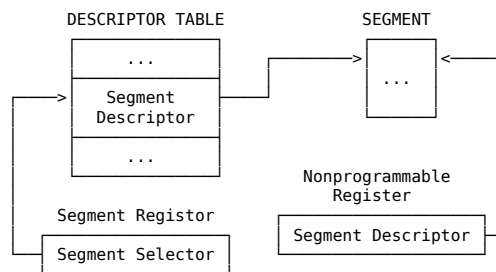 DESCRIPTOR TABLE
SEGMENT
...
Segment
Descriptor
...
...
Nonprogrammable
Register
Segment Registor
Segment Descriptor
Segment Selector